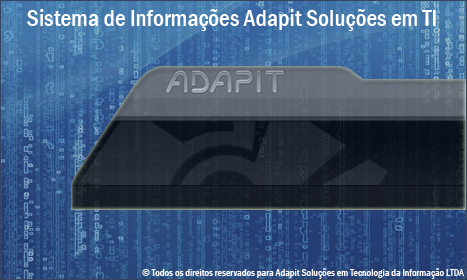 Sistema de Informações Adapit Soluções em TI
ADAPIT
© Todos os direitos reservados para Adapit Soluções em Tecnologia da Informação LTDA